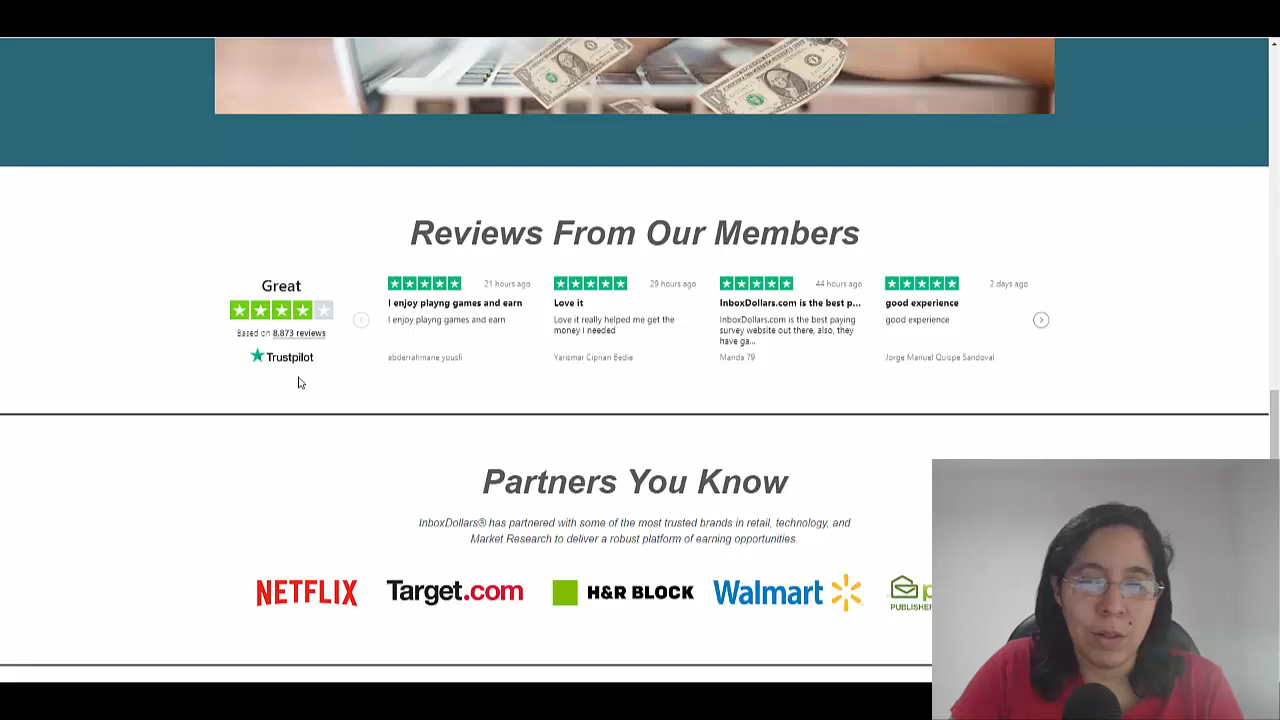 Reviews From Our Members
Great
Based on 8,873 reviews
Trustpilot
21 hours ago
I enjoy playng games and earn
I enjoy playng games and earn
abderrahmane yousfi
29 hours ago
Love it
Love it really helped me get the
money I needed
Yarismar Ciprian Bedie
44 hours ago
InboxDollars.com is the best p...
InboxDollars.com is the best paying
survey website out there, also, they
have ga...
Manda 79
2 days ago
good experience
good experience
Jorge Manuel Quispe Sandoval
Partners You Know
InboxDollars® has partnered with some of the most trusted brands in retail, technology, and
Market Research to deliver a robust platform of earning opportunities.
NETFLIX
Target.com
H&R BLOCK
Walmart